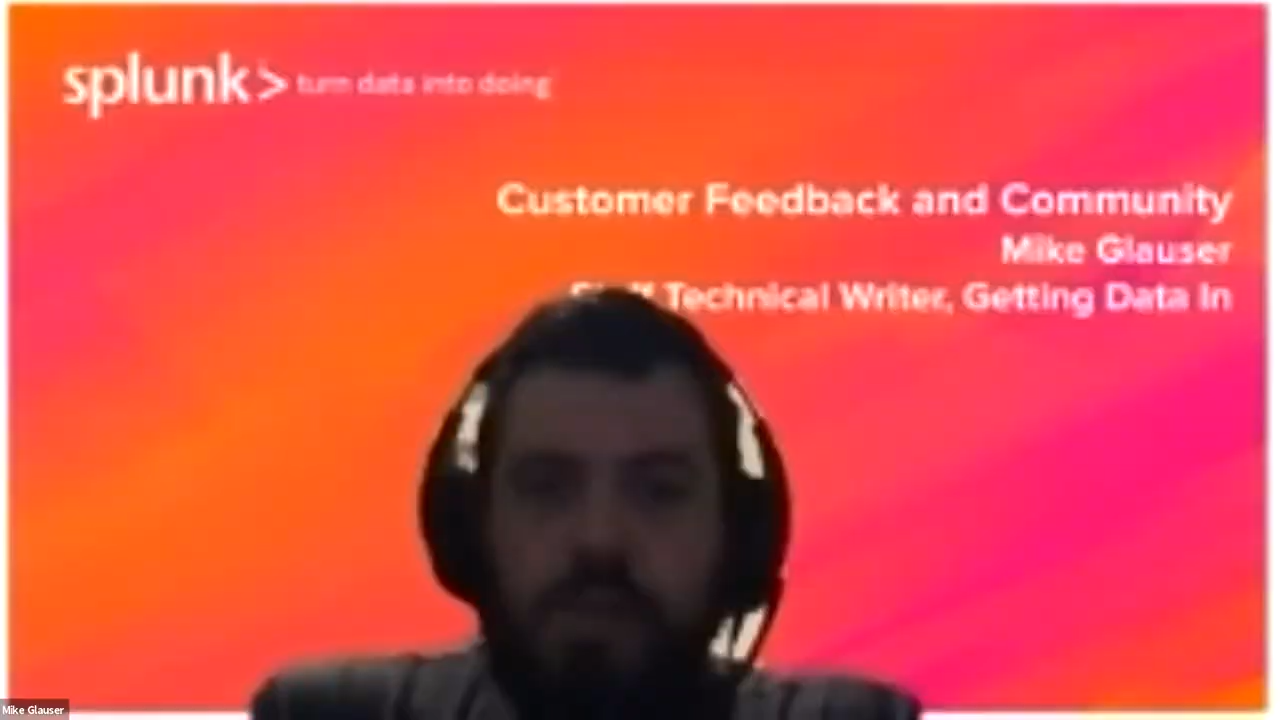 splunk> turn data into doing
Customer Feedback and Community
Mike Glauser
Technical Writer, Getting Data In
Mike Glauser